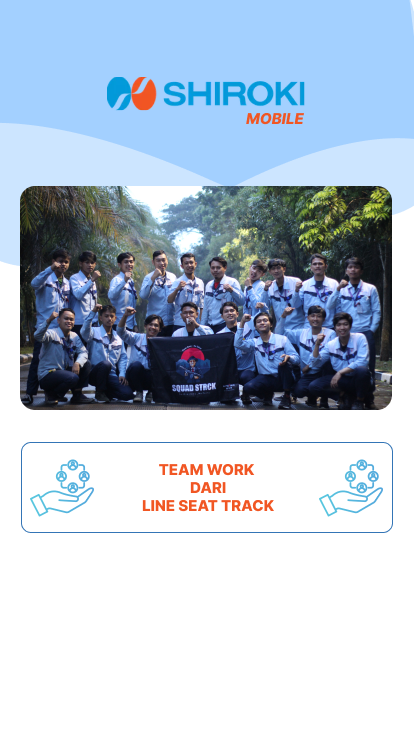 SHIROKI
MOBILE
SQUAD STRCK
TEAM WORK
DARI
LINE SEAT TRACK